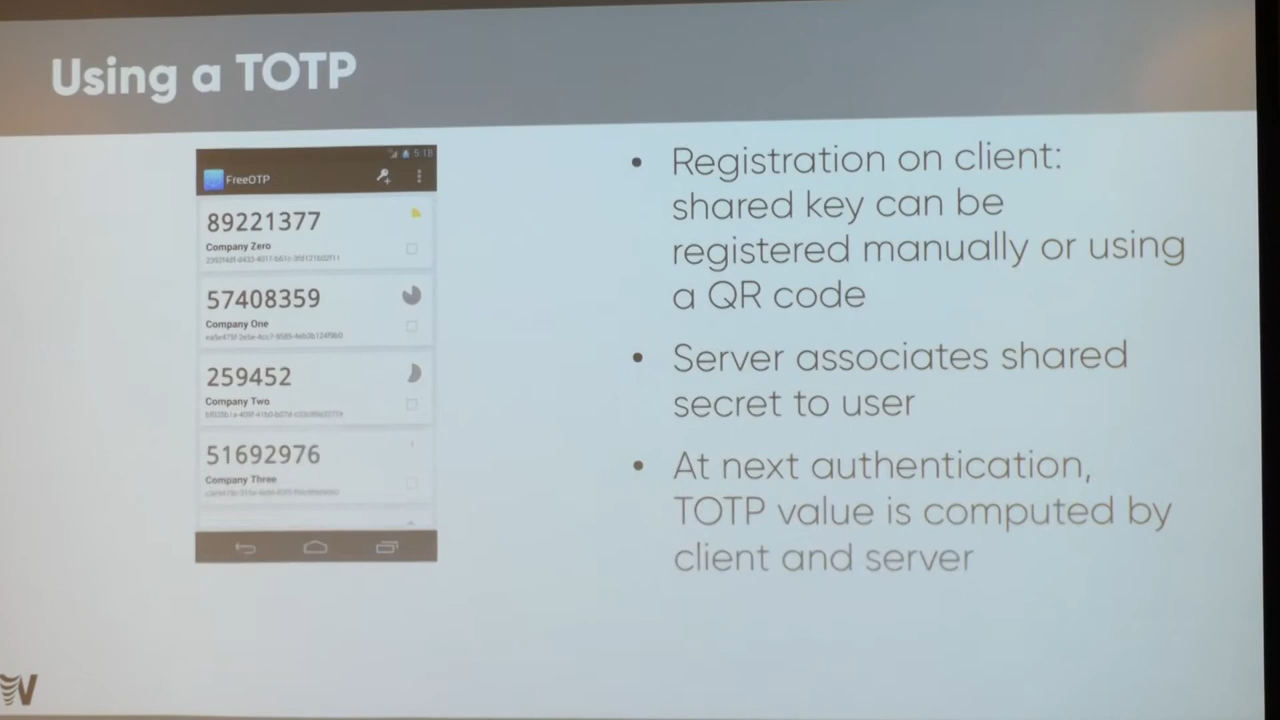 Using a TOTP
5:18
FreeOTP
89221377
Company Zero
57408359
Company One
259452
Company Two
51692976
Company Three
• Registration on client:
shared key can be
registered manually or using
a QR code
• Server associates shared
secret to user
• At next authentication,
TOTP value is computed by
client and server